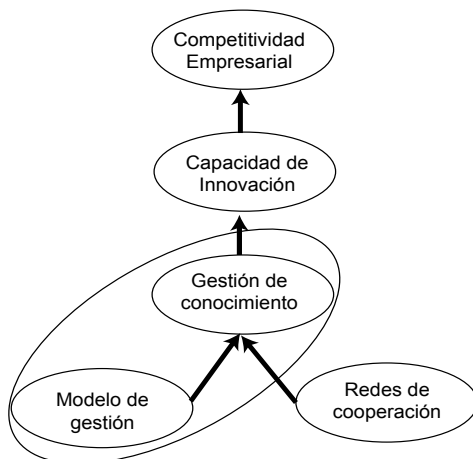 Competitividad
Empresarial
Capacidad de
Innovación
Gestión de
conocimiento
Modelo de
gestión
Redes de
cooperación